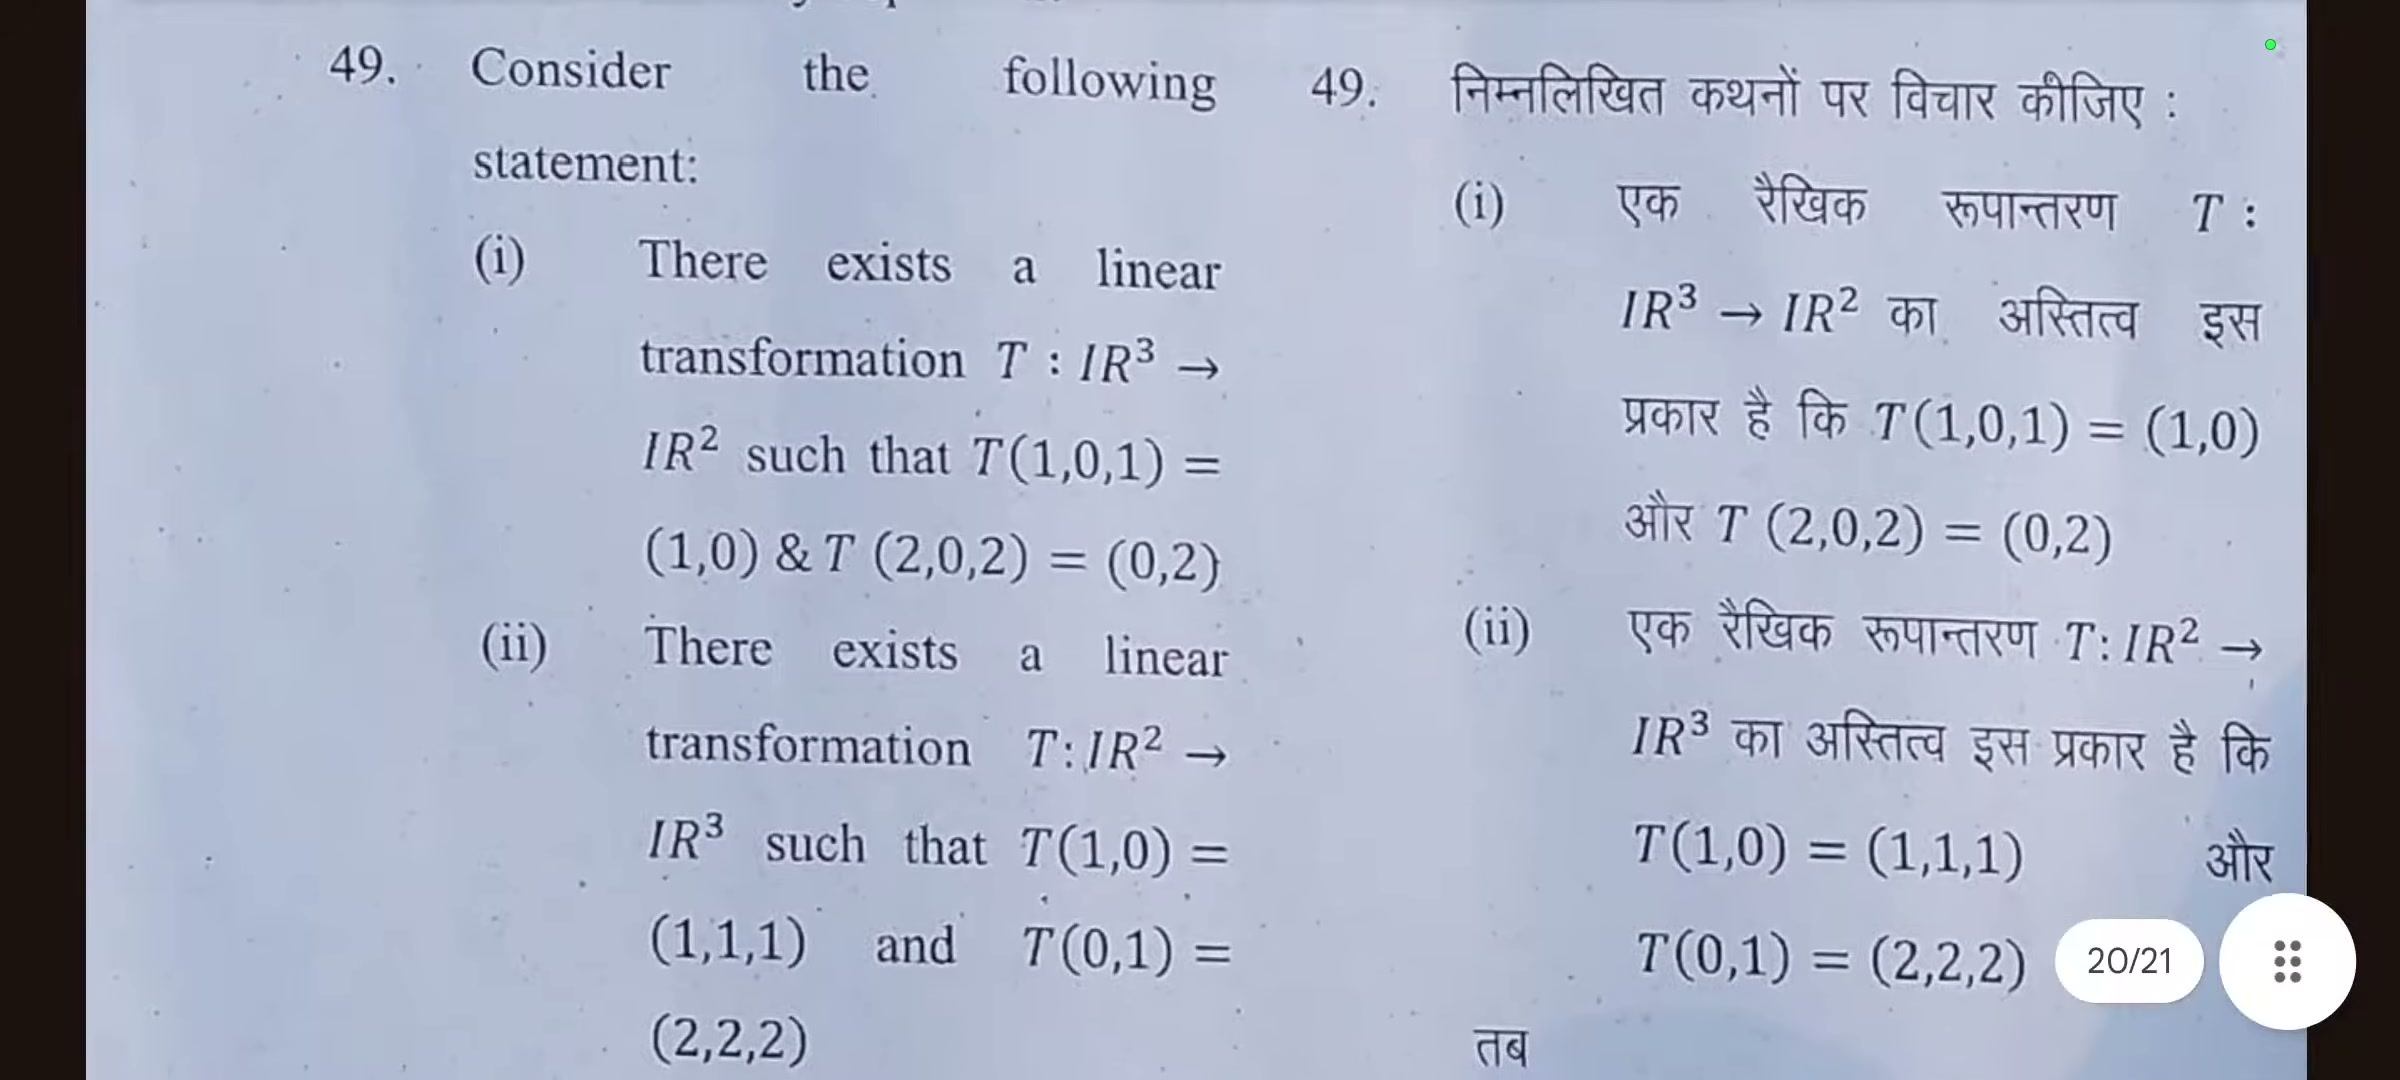 49. Consider the following
statement:
(i) There exists a linear
transformation T : IR³ →
IR² such that T(1,0,1) =
(1,0) & T (2,0,2) = (0,2)
(ii) There exists a linear
transformation T: IR² →
IR³ such that T(1,0) =
(1,1,1) and T(0,1) =
(2,2,2)
49. निम्नलिखित कथनों पर विचार कीजिए :
(i) एक रैखिक रूपान्तरण T :
IR³ → IR² का अस्तित्व इस
प्रकार है कि T(1,0,1) = (1,0)
और T (2,0,2) = (0,2)
(ii) एक रैखिक रूपान्तरण T: IR² →
IR³ का अस्तित्व इस प्रकार है कि
T(1,0) = (1,1,1) और
T(0,1) = (2,2,2)
तब
20/21